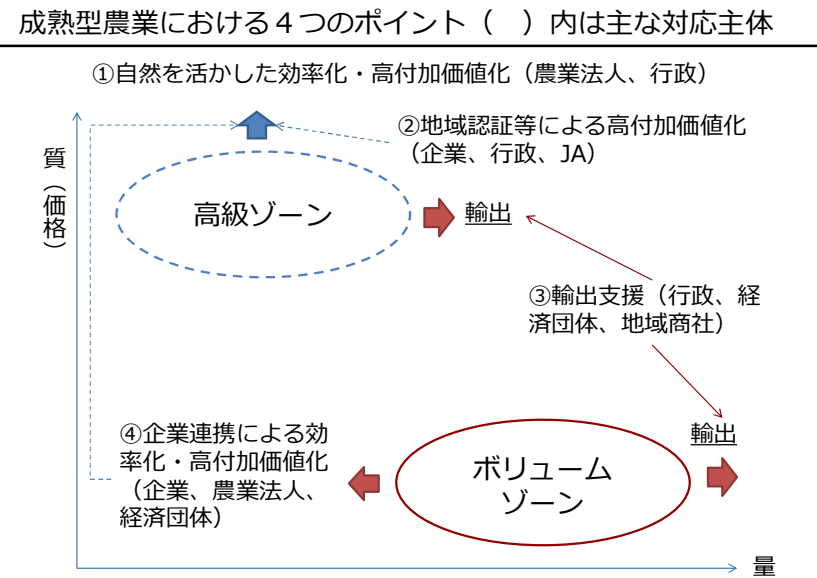 成熟型農業における４つのポイント（　）内は主な対応主体
①自然を活かした効率化・高付加価値化（農業法人、行政）
②地域認証等による高付加価値化
（企業、行政、JA）
質（価格）
高級ゾーン
輸出
③輸出支援（行政、経
済団体、地域商社）
④企業連携による効
率化・高付加価値化
（企業、農業法人、
経済団体）
ボリューム
ゾーン
輸出
量